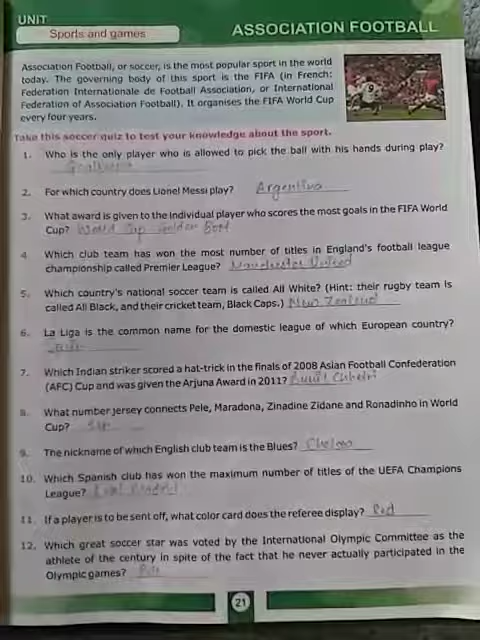 UNIT
Sports and games
ASSOCIATION FOOTBALL
Association Football, or soccer, is the most popular sport in the world
today. The governing body of this sport is the FIFA (in French:
Federation Internationale de Football Association, or International
Federation of Association Football). It organises the FIFA World Cup
every four years.
Take this soccer quiz to test your knowledge about the sport.
1. Who is the only player who is allowed to pick the ball with his hands during play?
2. For which country does Lionel Messi play? Argentina
3. What award is given to the individual player who scores the most goals in the FIFA World
Cup? World Cup Golden Boot
4. Which club team has won the most number of titles in England's football league
championship called Premier League? Manchester United
5. Which country's national soccer team is called All White? (Hint: their rugby team is
called All Black, and their cricket team, Black Caps.) New Zealand
6. La Liga is the common name for the domestic league of which European country?
7. Which Indian striker scored a hat-trick in the finals of 2008 Asian Football Confederation
(AFC) Cup and was given the Arjuna Award in 2011? Sunil Chhetri
8. What number jersey connects Pele, Maradona, Zinadine Zidane and Ronadinho in World
Cup?
9. The nickname of which English club team is the Blues? Chelsea
10. Which Spanish club has won the maximum number of titles of the UEFA Champions
League? Real Madrid
11. If a player is to be sent off, what color card does the referee display? Red
12. Which great soccer star was voted by the International Olympic Committee as the
athlete of the century in spite of the fact that he never actually participated in the
Olympic games? Pele
21